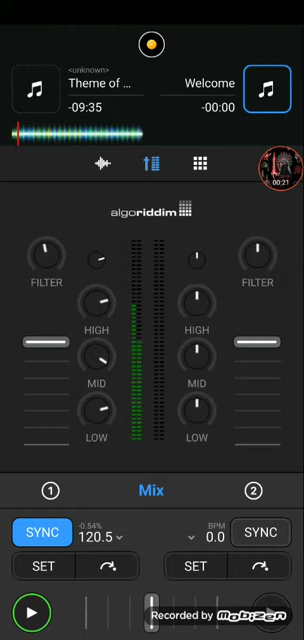 <unknown>
Theme of ...
Welcome
-09:35
-00:00
00:21
algoriddim
FILTER
FILTER
HIGH
HIGH
MID
MID
LOW
LOW
1
Mix
2
SYNC
-0.54%
120.5
BPM
0.0
SYNC
SET
SET
Recorded by Mobizen